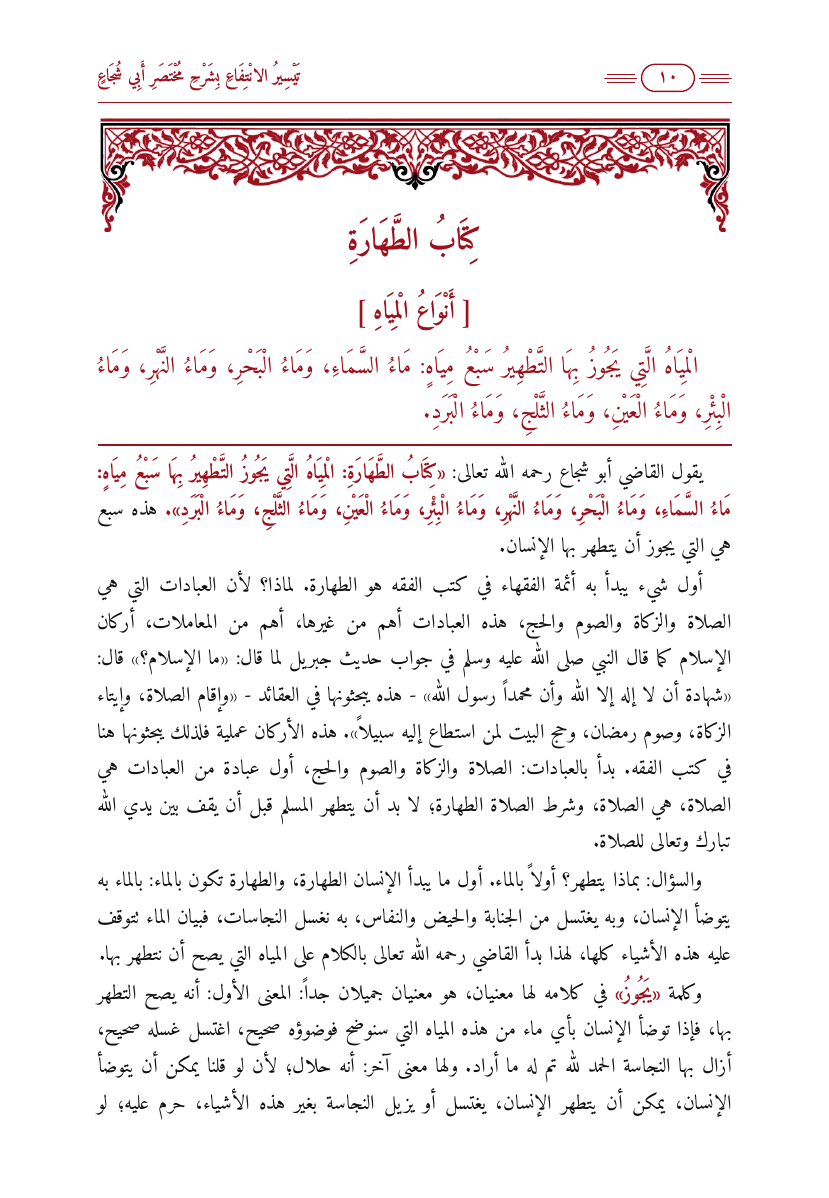 ١٠
تَيْسِيرُ الانْتِفَاعِ بِشَرْحِ مُخْتَصَرِ أَبِي شُجَاعٍ
كِتَابُ الطَّهَارَةِ
[ أَنْوَاعُ الْمِيَاهِ ]
الْمِيَاهُ الَّتِي يَجُوزُ بِهَا التَّطْهِيرُ سَبْعُ مِيَاهٍ: مَاءُ السَّمَاءِ، وَمَاءُ الْبَحْرِ، وَمَاءُ النَّهْرِ، وَمَاءُ
الْبِئْرِ، وَمَاءُ الْعَيْنِ، وَمَاءُ الثَّلْجِ، وَمَاءُ الْبَرَدِ.
يقول القاضي أبو شجاع رحمه الله تعالى: «كِتَابُ الطَّهَارَةِ: الْمِيَاهُ الَّتِي يَجُوزُ التَّطْهِيرُ بِهَا سَبْعُ مِيَاهٍ:
مَاءُ السَّمَاءِ، وَمَاءُ الْبَحْرِ، وَمَاءُ النَّهْرِ، وَمَاءُ الْبِئْرِ، وَمَاءُ الْعَيْنِ، وَمَاءُ الثَّلْجِ، وَمَاءُ الْبَرَدِ». هذه سبع
هي التي يجوز أن يتطهر بها الإنسان.
أول شيء يبدأ به أئمة الفقهاء في كتب الفقه هو الطهارة. لماذا؟ لأن العبادات التي هي
الصلاة والزكاة والصوم والحج، هذه العبادات أهم من غيرها، أهم من المعاملات، أركان
الإسلام كما قال النبي صلى الله عليه وسلم في جواب حديث جبريل لما قال: «ما الإسلام؟» قال:
«شهادة أن لا إله إلا الله وأن محمداً رسول الله» - هذه يبحثونها في العقائد - «وإقام الصلاة، وإيتاء
الزكاة، وصوم رمضان، وحج البيت لمن استطاع إليه سبيلاً». هذه الأركان عملية فلذلك يبحثونها هنا
في كتب الفقه. بدأ بالعبادات: الصلاة والزكاة والصوم والحج، أول عبادة من العبادات هي
الصلاة، هي الصلاة، وشرط الصلاة الطهارة؛ لا بد أن يتطهر المسلم قبل أن يقف بين يدي الله
تبارك وتعالى للصلاة.
والسؤال: بماذا يتطهر؟ أولاً بالماء. أول ما يبدأ الإنسان الطهارة، والطهارة تكون بالماء: بالماء به
يتوضأ الإنسان، وبه يغتسل من الجنابة والحيض والنفاس، به نغسل النجاسات، فبيان الماء تتوقف
عليه هذه الأشياء كلها، لهذا بدأ القاضي رحمه الله تعالى بالكلام على المياه التي يصح أن نتطهر بها.
وكلمة «يَجُوزُ» في كلامه لها معنيان، هو معنيان جميلان جداً: المعنى الأول: أنه يصح التطهر
بها، فإذا توضأ الإنسان بأي ماء من هذه المياه التي سنوضح فوضوؤه صحيح، اغتسل غسله صحيح،
أزال بها النجاسة الحمد لله تم له ما أراد. ولها معنى آخر: أنه حلال؛ لأن لو قلنا يمكن أن يتوضأ
الإنسان، يمكن أن يتطهر الإنسان، يغتسل أو يزيل النجاسة بغير هذه الأشياء، حرم عليه؛ لو